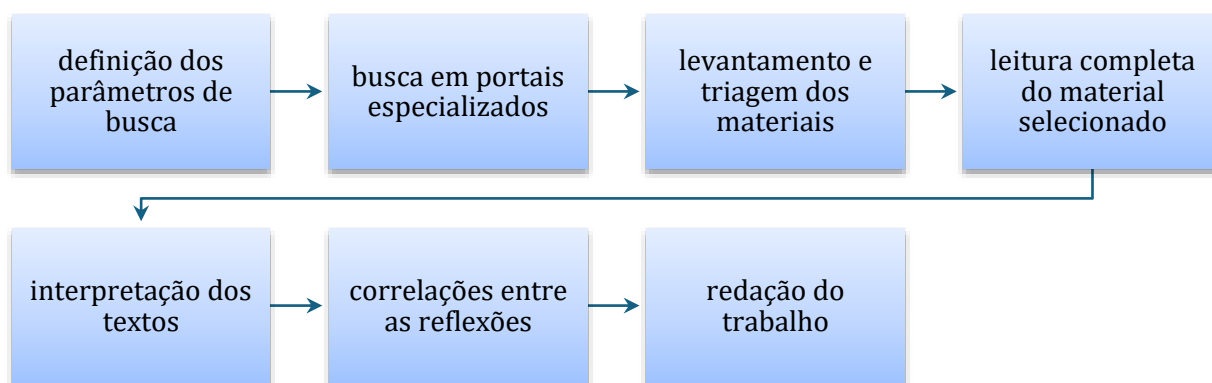 definição dos
parâmetros de
busca
busca em portais
especializados
levantamento e
triagem dos
materiais
leitura completa
do material
selecionado
interpretação dos
textos
correlações entre
as reflexões
redação do
trabalho